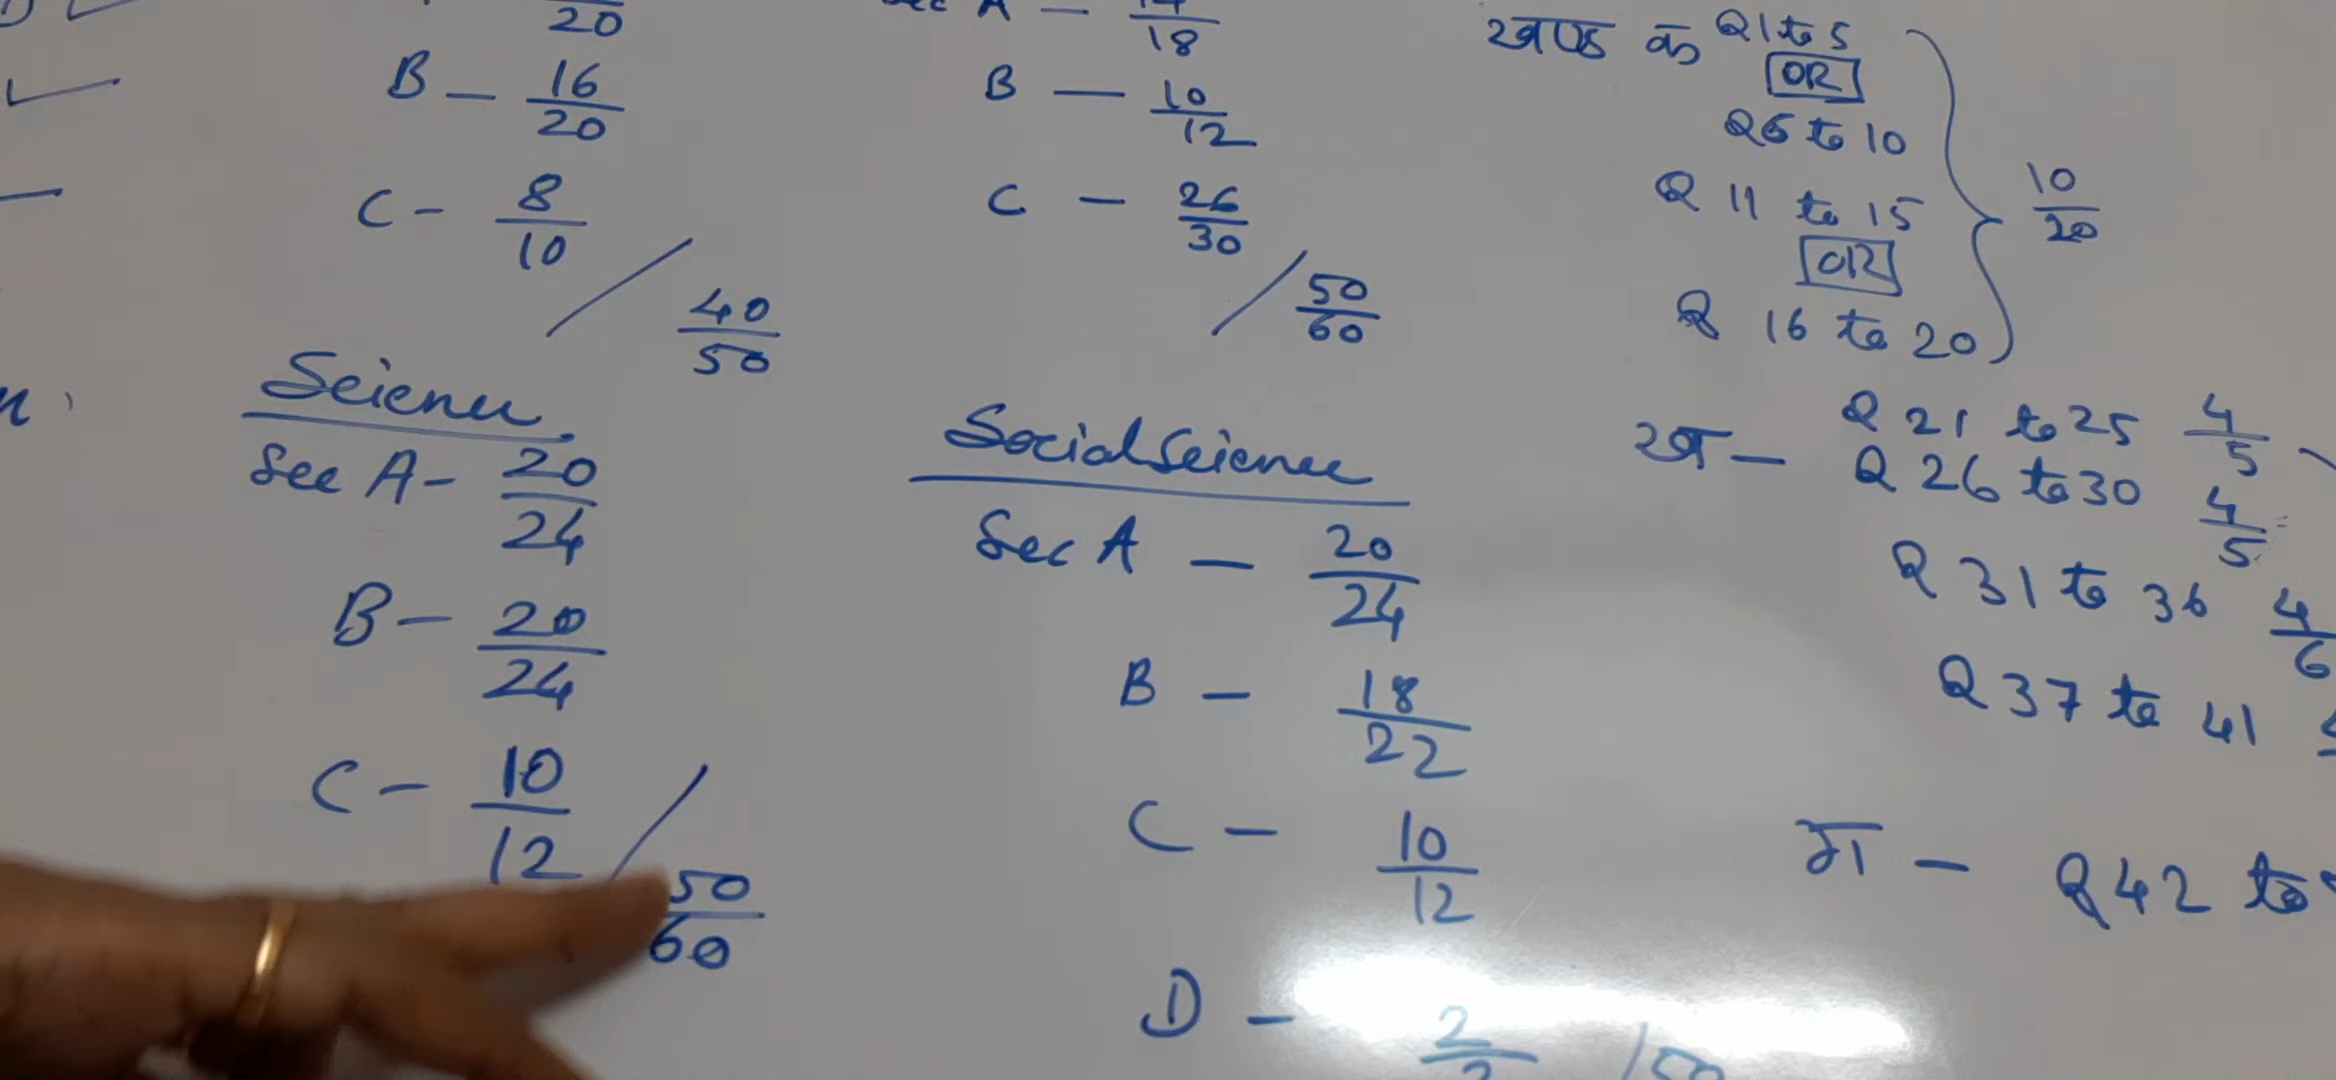 20
B — 16/20
C - 8/10
/ 40/50
Science
Sec A - 20/24
B - 20/24
C - 10/12
/ 50/60
A — /18
B — 10/12
C - 26/30
/ 50/60
Social Science
Sec A - 20/24
B - 18/22
C - 10/12
D -
खण्ड क Q1 to 5
OR
Q6 to 10
Q 11 to 15
OR
Q 16 to 20
10/20
ख - Q 21 to 25 4/5
Q 26 to 30 4/5
Q 31 to 36 4/6
Q 37 to 41
ग - Q 42 to